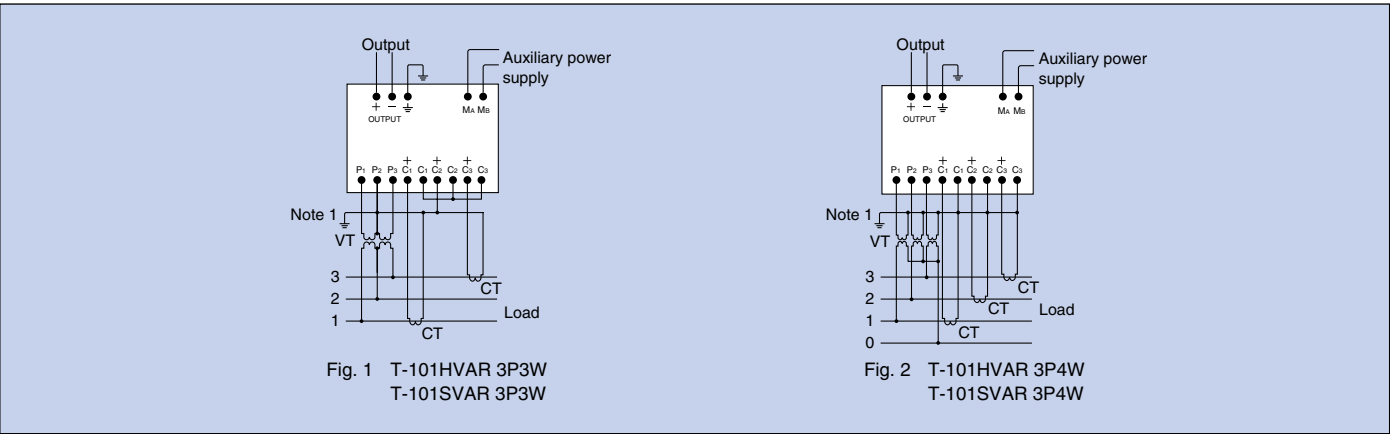 Output
Auxiliary power
supply
+ − ⏚
OUTPUT
MA MB
+ + +
P1 P2 P3 C1 C1 C2 C2 C3 C3
Note 1
VT
3
CT
2
Load
1
CT
Fig. 1 T-101HVAR 3P3W
T-101SVAR 3P3W
Output
Auxiliary power
supply
+ − ⏚
OUTPUT
MA MB
+ + +
P1 P2 P3 C1 C1 C2 C2 C3 C3
Note 1
VT
3
CT
2
CT
Load
1
CT
0
Fig. 2 T-101HVAR 3P4W
T-101SVAR 3P4W